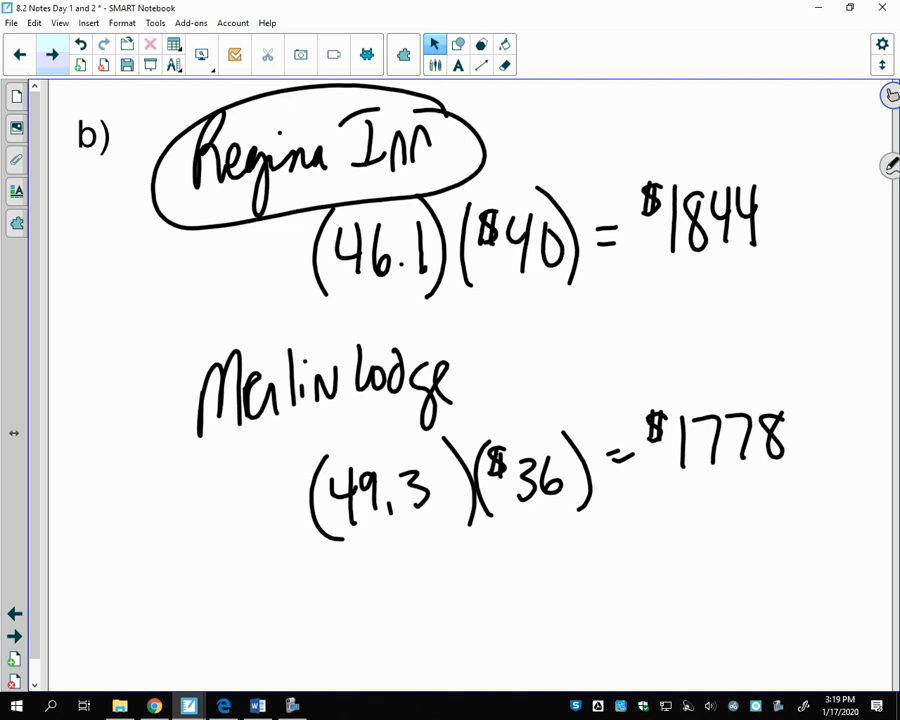 8.2 Notes Day 1 and 2 * - SMART Notebook
File Edit View Insert Format Tools Add-ons Account Help
b)
Regina Inn
(46.1)($40) = $1844
Merlin Lodge
(49.3)($36) = $1778
3:19 PM
1/17/2020